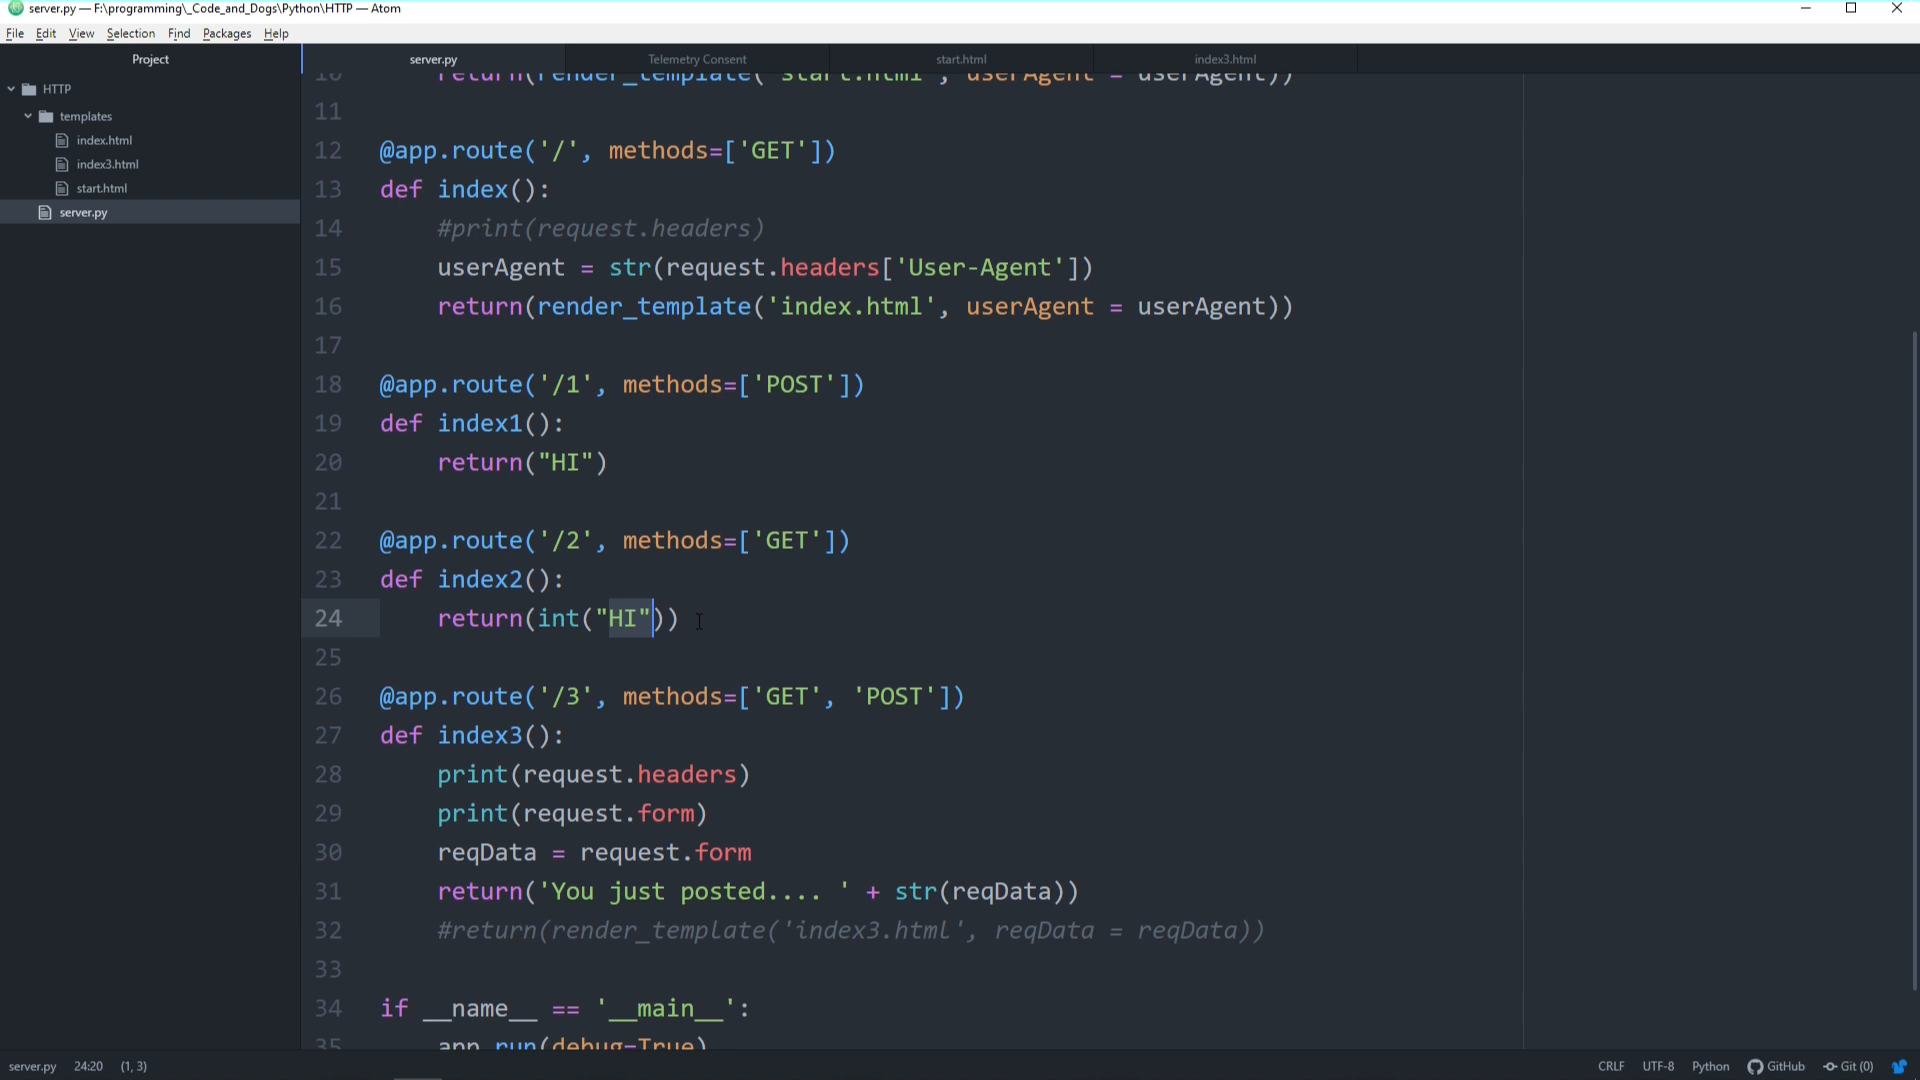 server.py — F:\programming\_Code_and_Dogs\Python\HTTP — Atom
File Edit View Selection Find Packages Help
Project
server.py Telemetry Consent start.html index3.html
HTTP
templates
index.html
index3.html
start.html
server.py
10 return(render_template('start.html', userAgent = userAgent))
11
12 @app.route('/', methods=['GET'])
13 def index():
14 #print(request.headers)
15 userAgent = str(request.headers['User-Agent'])
16 return(render_template('index.html', userAgent = userAgent))
17
18 @app.route('/1', methods=['POST'])
19 def index1():
20 return("HI")
21
22 @app.route('/2', methods=['GET'])
23 def index2():
24 return(int("HI"))
25
26 @app.route('/3', methods=['GET', 'POST'])
27 def index3():
28 print(request.headers)
29 print(request.form)
30 reqData = request.form
31 return('You just posted.... ' + str(reqData))
32 #return(render_template('index3.html', reqData = reqData))
33
34 if __name__ == '__main__':
35 app.run(debug=True)
server.py 24:20 (1, 3) CRLF UTF-8 Python GitHub Git (0)